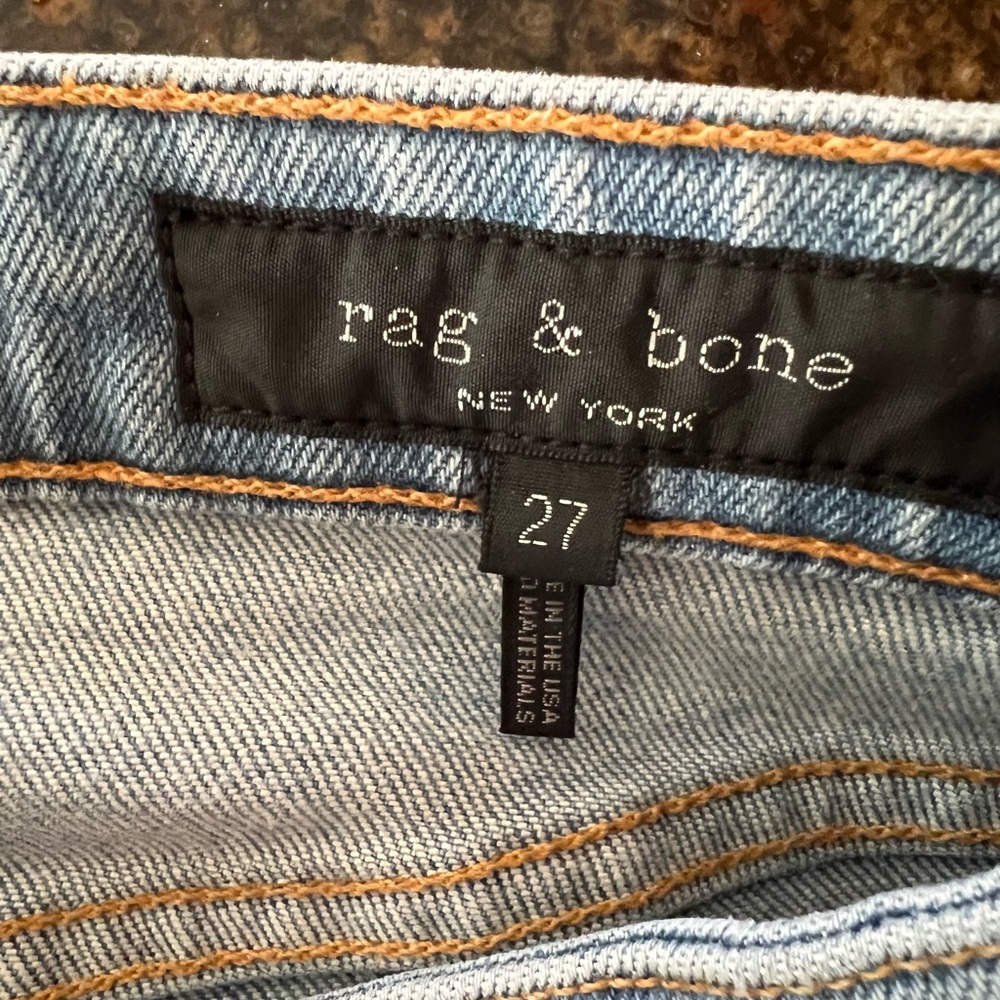 rag & bone
NEW YORK
27
E IN THE USA
MATERIALS